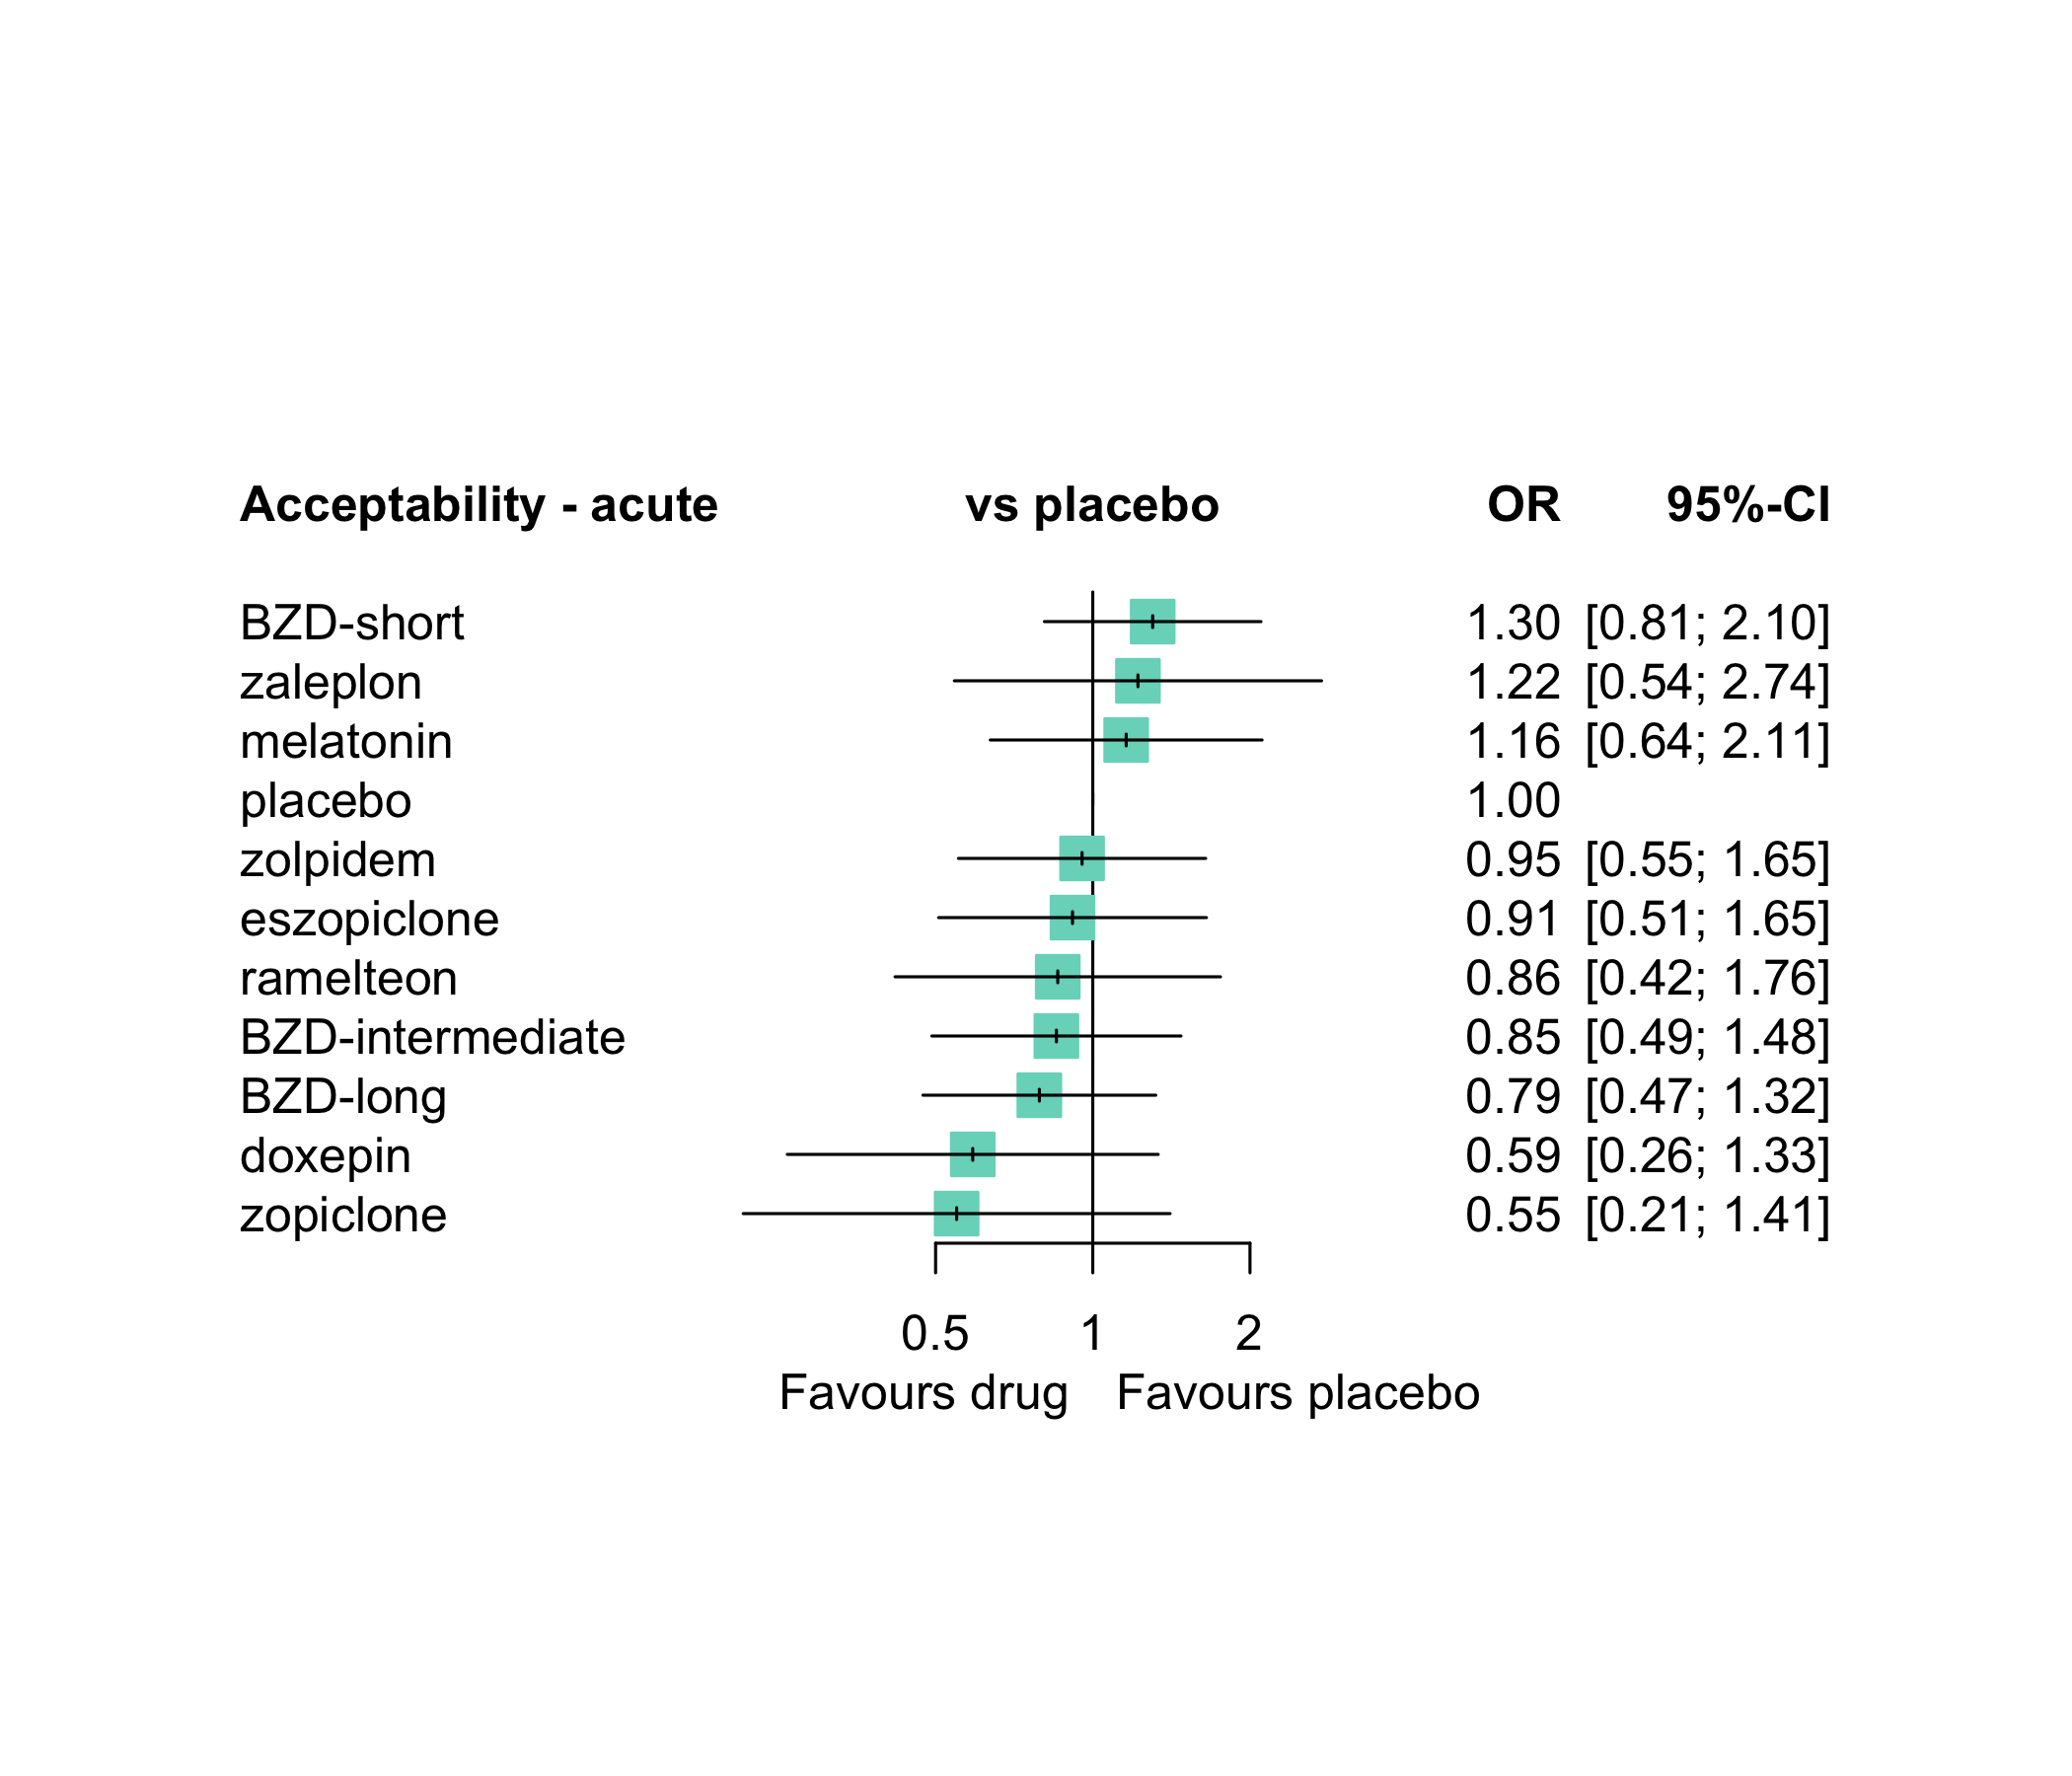 Acceptability - acute vs placebo OR 95%-CI
BZD-short 1.30 [0.81; 2.10]
zaleplon 1.22 [0.54; 2.74]
melatonin 1.16 [0.64; 2.11]
placebo 1.00
zolpidem 0.95 [0.55; 1.65]
eszopiclone 0.91 [0.51; 1.65]
ramelteon 0.86 [0.42; 1.76]
BZD-intermediate 0.85 [0.49; 1.48]
BZD-long 0.79 [0.47; 1.32]
doxepin 0.59 [0.26; 1.33]
zopiclone 0.55 [0.21; 1.41]
0.5 1 2
Favours drug Favours placebo